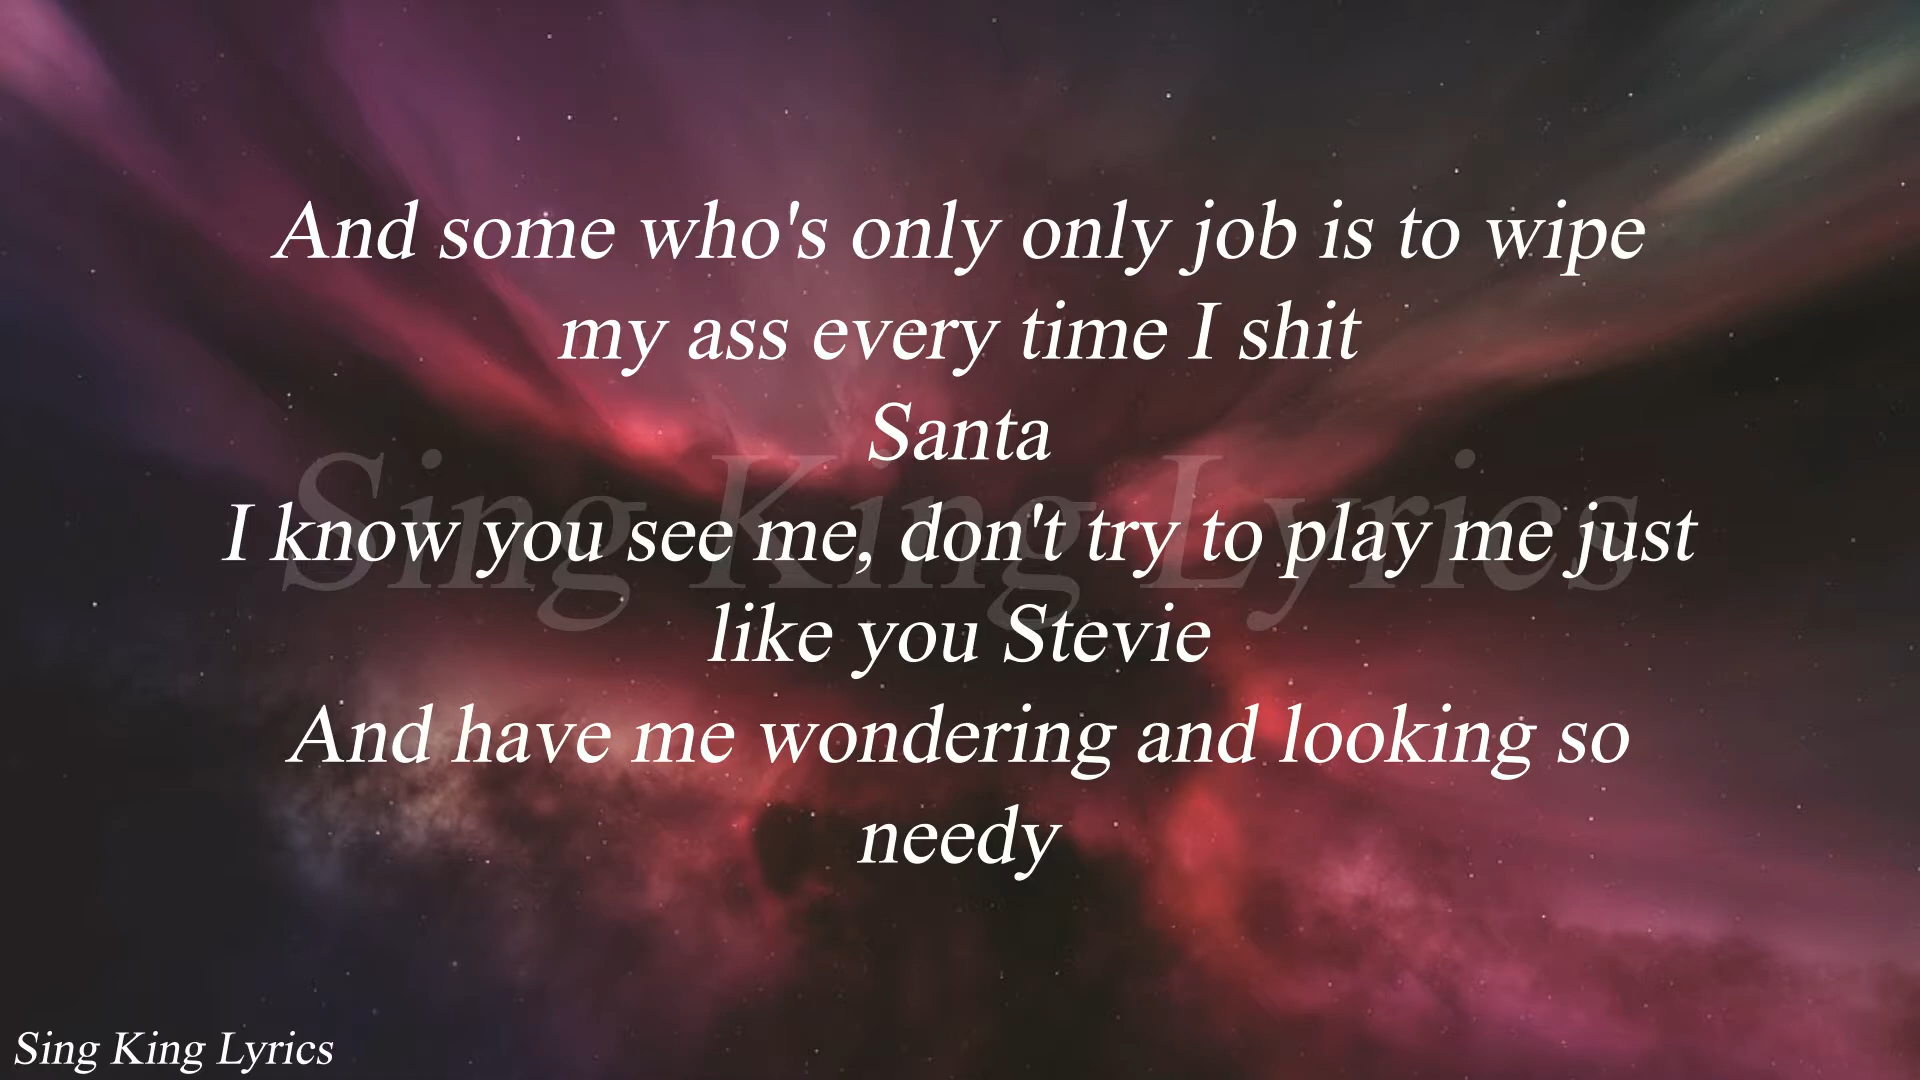 And some who's only only job is to wipe
my ass every time I shit
Santa
I know you see me, don't try to play me just
like you Stevie
And have me wondering and looking so
needy
Sing King Lyrics
Sing King Lyrics